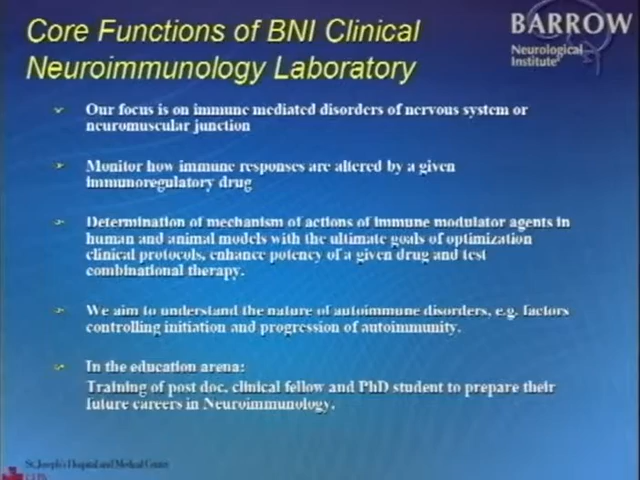 Core Functions of BNI Clinical
Neuroimmunology Laboratory
BARROW
Neurological
Institute
Our focus is on immune mediated disorders of nervous system or
neuromuscular junction
Monitor how immune responses are altered by a given
immunoregulatory drug
Determination of mechanism of actions of immune modulator agents in
human and animal models with the ultimate goals of optimization
clinical protocols, enhance potency of a given drug and test
combinational therapy.
We aim to understand the nature of autoimmune disorders, e.g. factors
controlling initiation and progression of autoimmunity.
In the education arena:
Training of post doc, clinical fellow and PhD student to prepare their
future careers in Neuroimmunology.
St. Joseph's Hospital and Medical Center